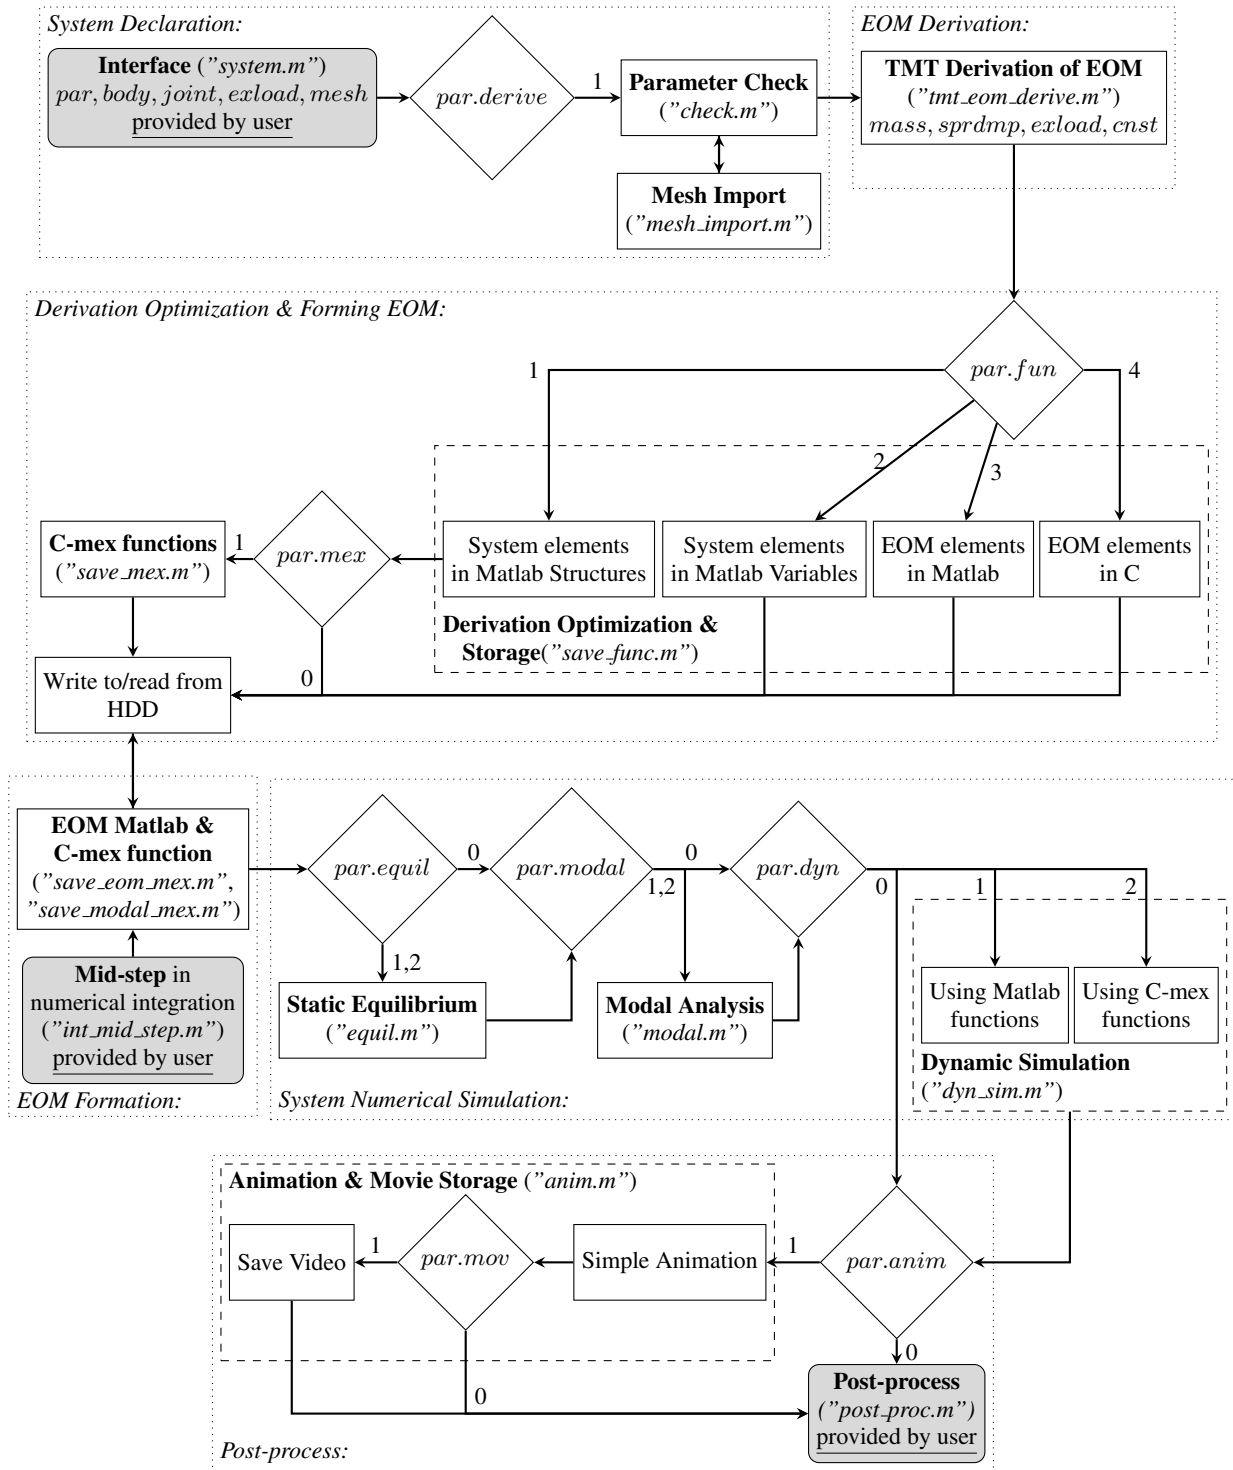 System Declaration:
Interface ("system.m")
par, body, joint, exload, mesh
provided by user
par.derive
1
Parameter Check
("check.m")
Mesh Import
("mesh_import.m")
EOM Derivation:
TMT Derivation of EOM
("tmt_eom_derive.m")
mass, sprdmp, exload, cnst
Derivation Optimization & Forming EOM:
par.fun
1
2
3
4
System elements
in Matlab Structures
System elements
in Matlab Variables
EOM elements
in Matlab
EOM elements
in C
Derivation Optimization &
Storage("save_func.m")
par.mex
1
0
C-mex functions
("save_mex.m")
Write to/read from
HDD
EOM Matlab &
C-mex function
("save_eom_mex.m",
"save_modal_mex.m")
Mid-step in
numerical integration
("int_mid_step.m")
provided by user
EOM Formation:
par.equil
0
1,2
Static Equilibrium
("equil.m")
par.modal
0
1,2
Modal Analysis
("modal.m")
par.dyn
0
1
2
Using Matlab
functions
Using C-mex
functions
Dynamic Simulation
("dyn_sim.m")
System Numerical Simulation:
Animation & Movie Storage ("anim.m")
Save Video
1
par.mov
0
Simple Animation
1
par.anim
0
Post-process
("post_proc.m")
provided by user
Post-process: